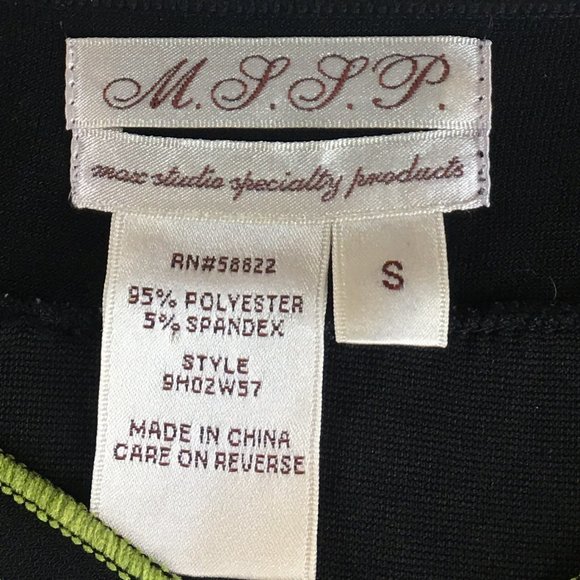 M.S.S.P.
max studio specialty products
RN#58822
95% POLYESTER
5% SPANDEX
STYLE
9H02W57
MADE IN CHINA
CARE ON REVERSE
S